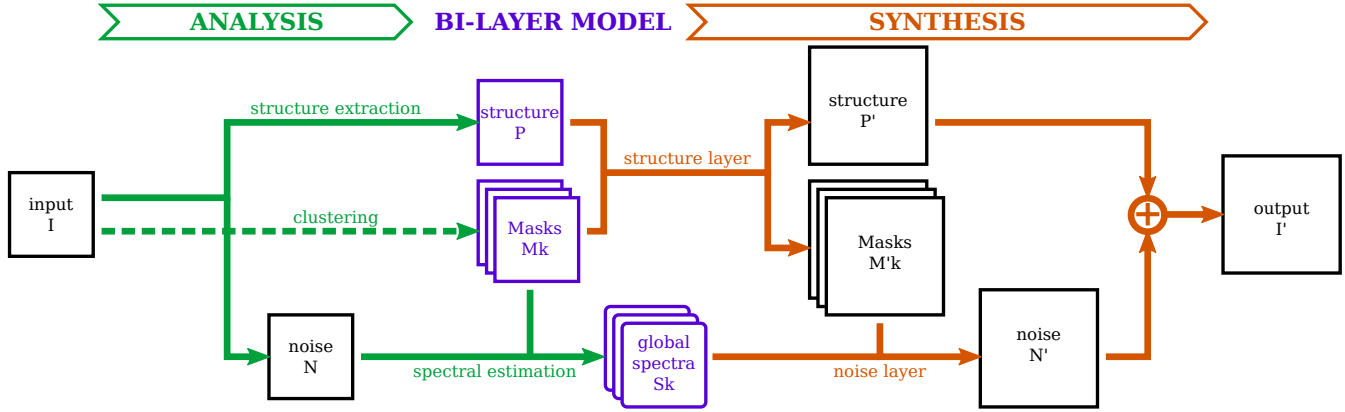 ANALYSIS
BI-LAYER MODEL
SYNTHESIS
structure extraction
structure
P
structure layer
structure
P'
input
I
clustering
Masks
Mk
Masks
M'k
output
I'
noise
N
spectral estimation
global
spectra
Sk
noise layer
noise
N'